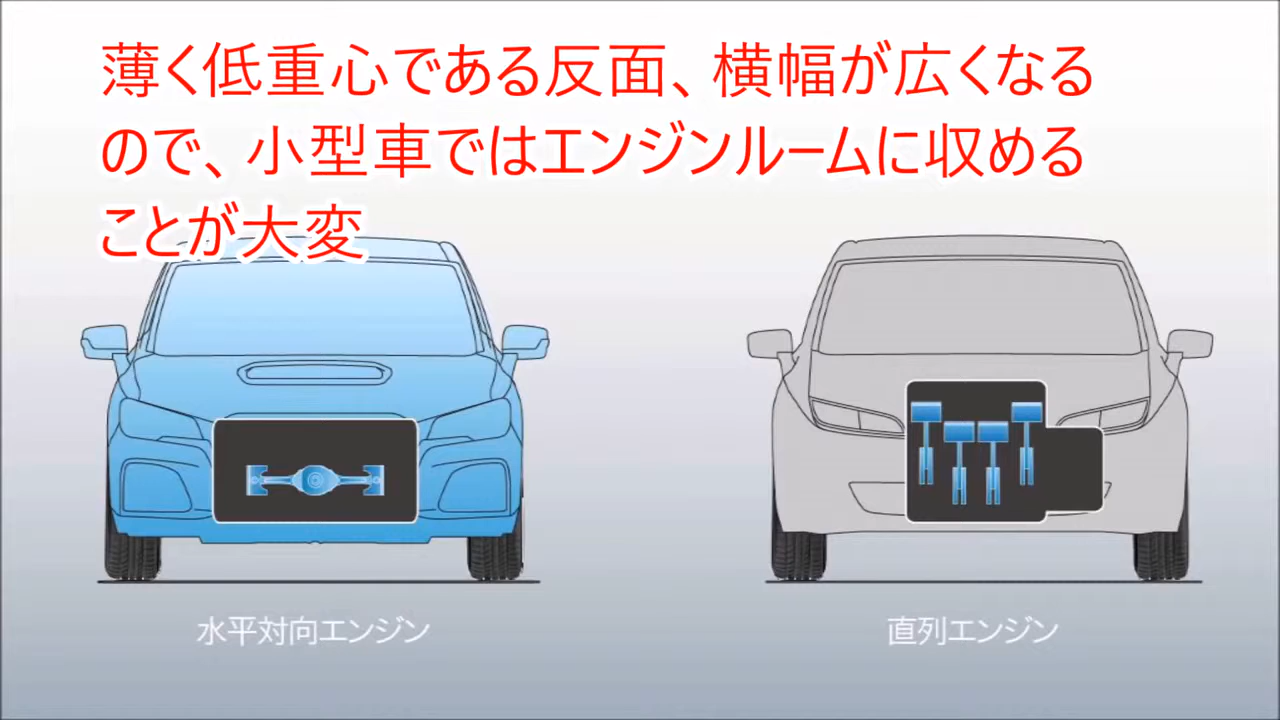 薄く低重心である反面、横幅が広くなる
ので、小型車ではエンジンルームに収める
ことが大変
水平対向エンジン
直列エンジン